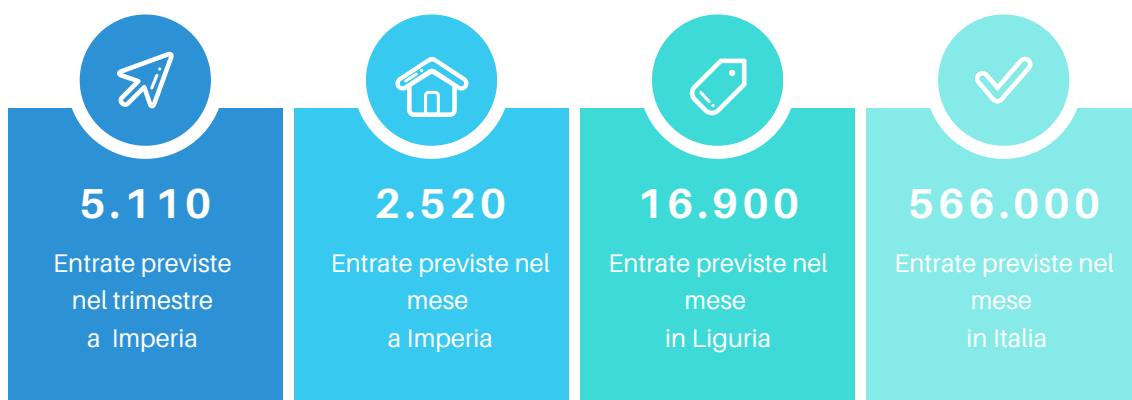 5.110
Entrate previste
nel trimestre
a Imperia
2.520
Entrate previste nel
mese
a Imperia
16.900
Entrate previste nel
mese
in Liguria
566.000
Entrate previste nel
mese
in Italia